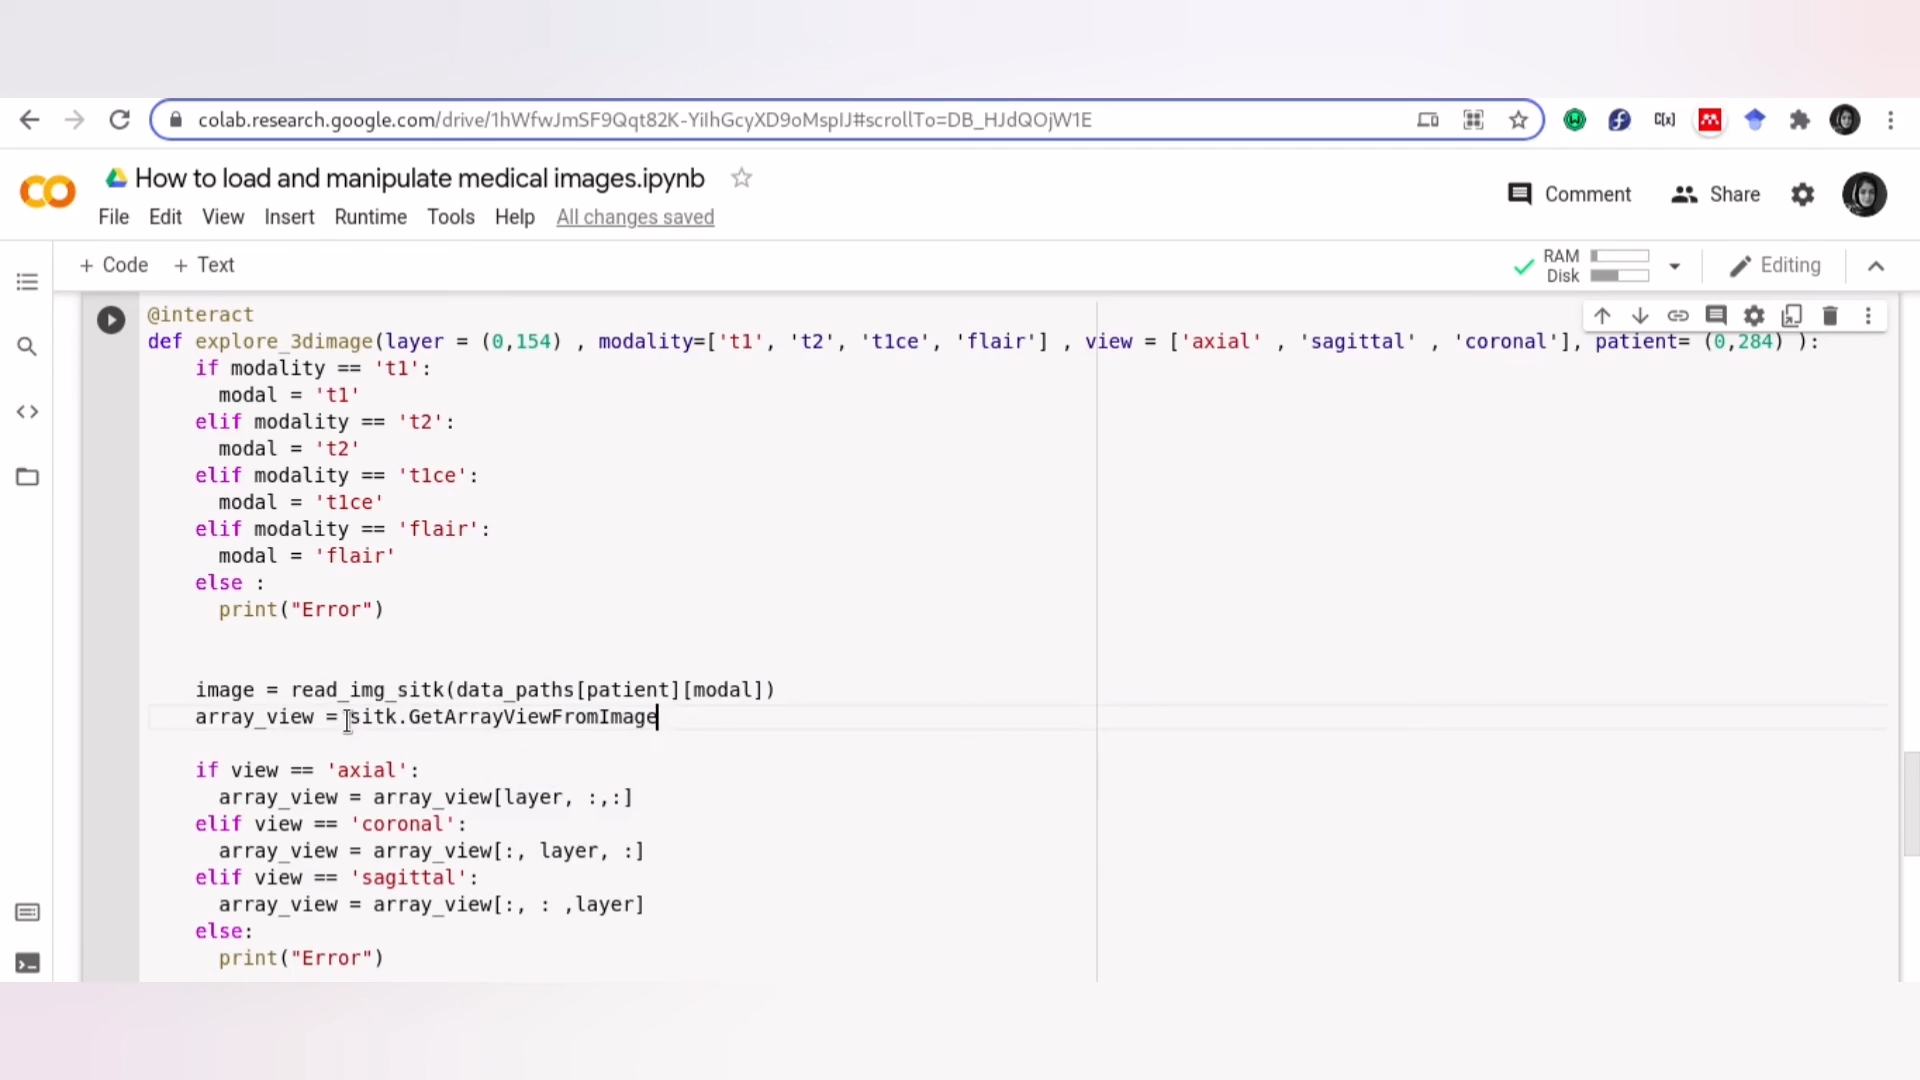 colab.research.google.com/drive/1hWfwJmSF9Qqt82K-YiIhGcyXD9oMspIJ#scrollTo=DB_HJdQOjW1E
How to load and manipulate medical images.ipynb
Comment
Share
File Edit View Insert Runtime Tools Help All changes saved
+ Code + Text
RAM
Disk
Editing
@interact
def explore_3dimage(layer = (0,154) , modality=['t1', 't2', 't1ce', 'flair'] , view = ['axial' , 'sagittal' , 'coronal'], patient= (0,284) ):
if modality == 't1':
modal = 't1'
elif modality == 't2':
modal = 't2'
elif modality == 't1ce':
modal = 't1ce'
elif modality == 'flair':
modal = 'flair'
else :
print("Error")
image = read_img_sitk(data_paths[patient][modal])
array_view = sitk.GetArrayViewFromImage
if view == 'axial':
array_view = array_view[layer, :,:]
elif view == 'coronal':
array_view = array_view[:, layer, :]
elif view == 'sagittal':
array_view = array_view[:, : ,layer]
else:
print("Error")